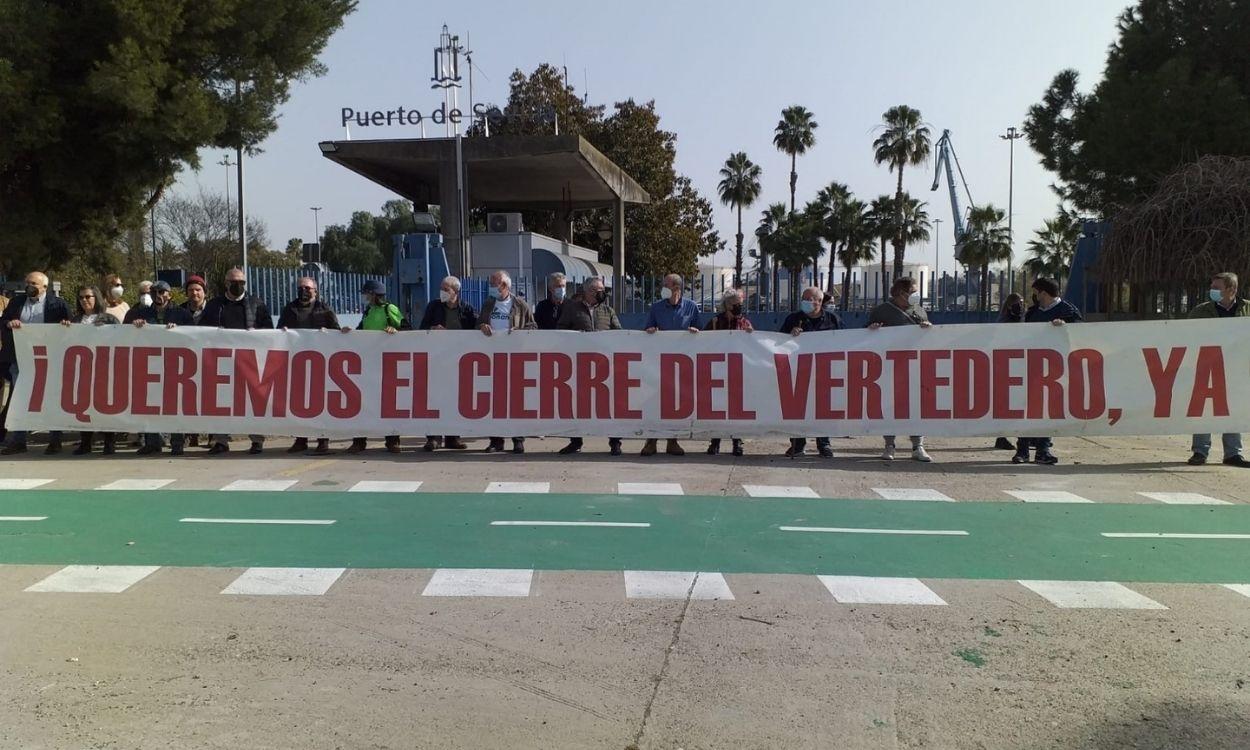 Puerto de
¡QUEREMOS EL CIERRE DEL VERTEDERO, YA